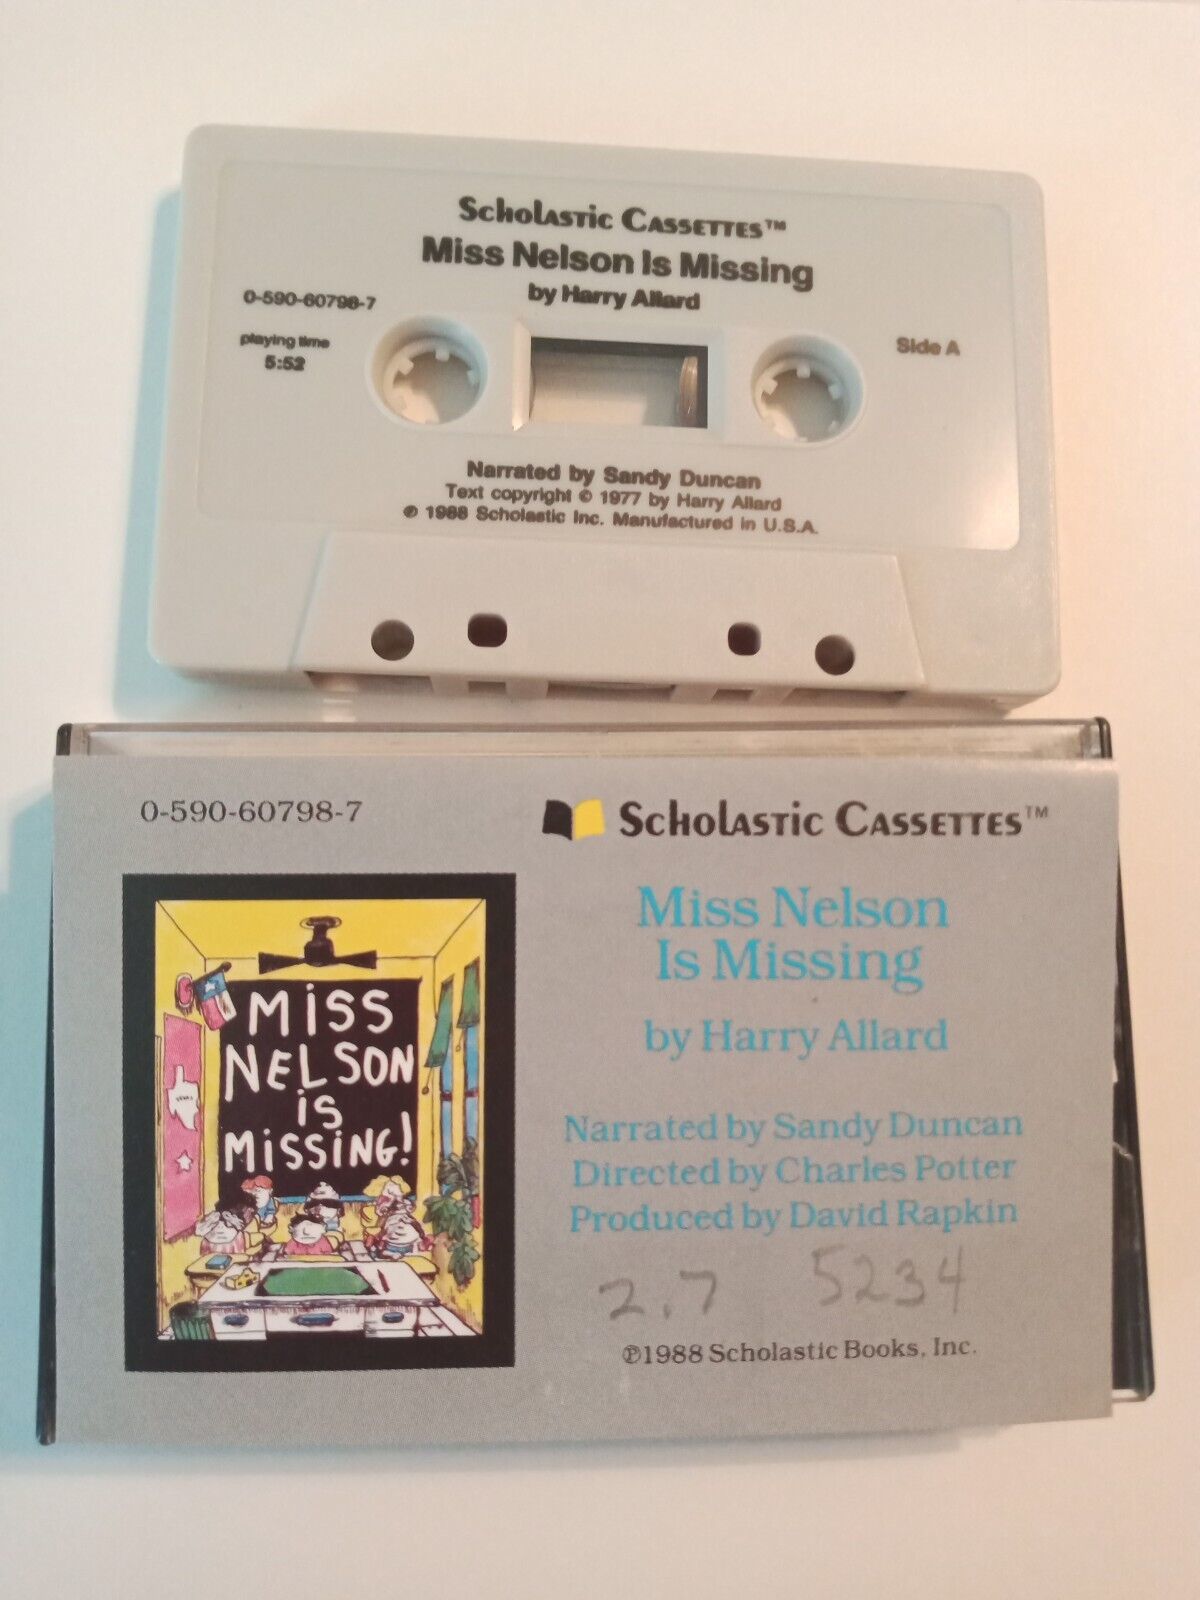 Scholastic Cassettes™
Miss Nelson Is Missing
by Harry Allard
0-590-60798-7
playing time
5:52
Side A
Narrated by Sandy Duncan
Text copyright © 1977 by Harry Allard
℗ 1988 Scholastic Inc. Manufactured in U.S.A.
0-590-60798-7
Scholastic Cassettes™
MiSS
NELSON
iS
MiSSiNG!
Miss Nelson
Is Missing
by Harry Allard
Narrated by Sandy Duncan
Directed by Charles Potter
Produced by David Rapkin
2.7 5234
℗1988 Scholastic Books, Inc.